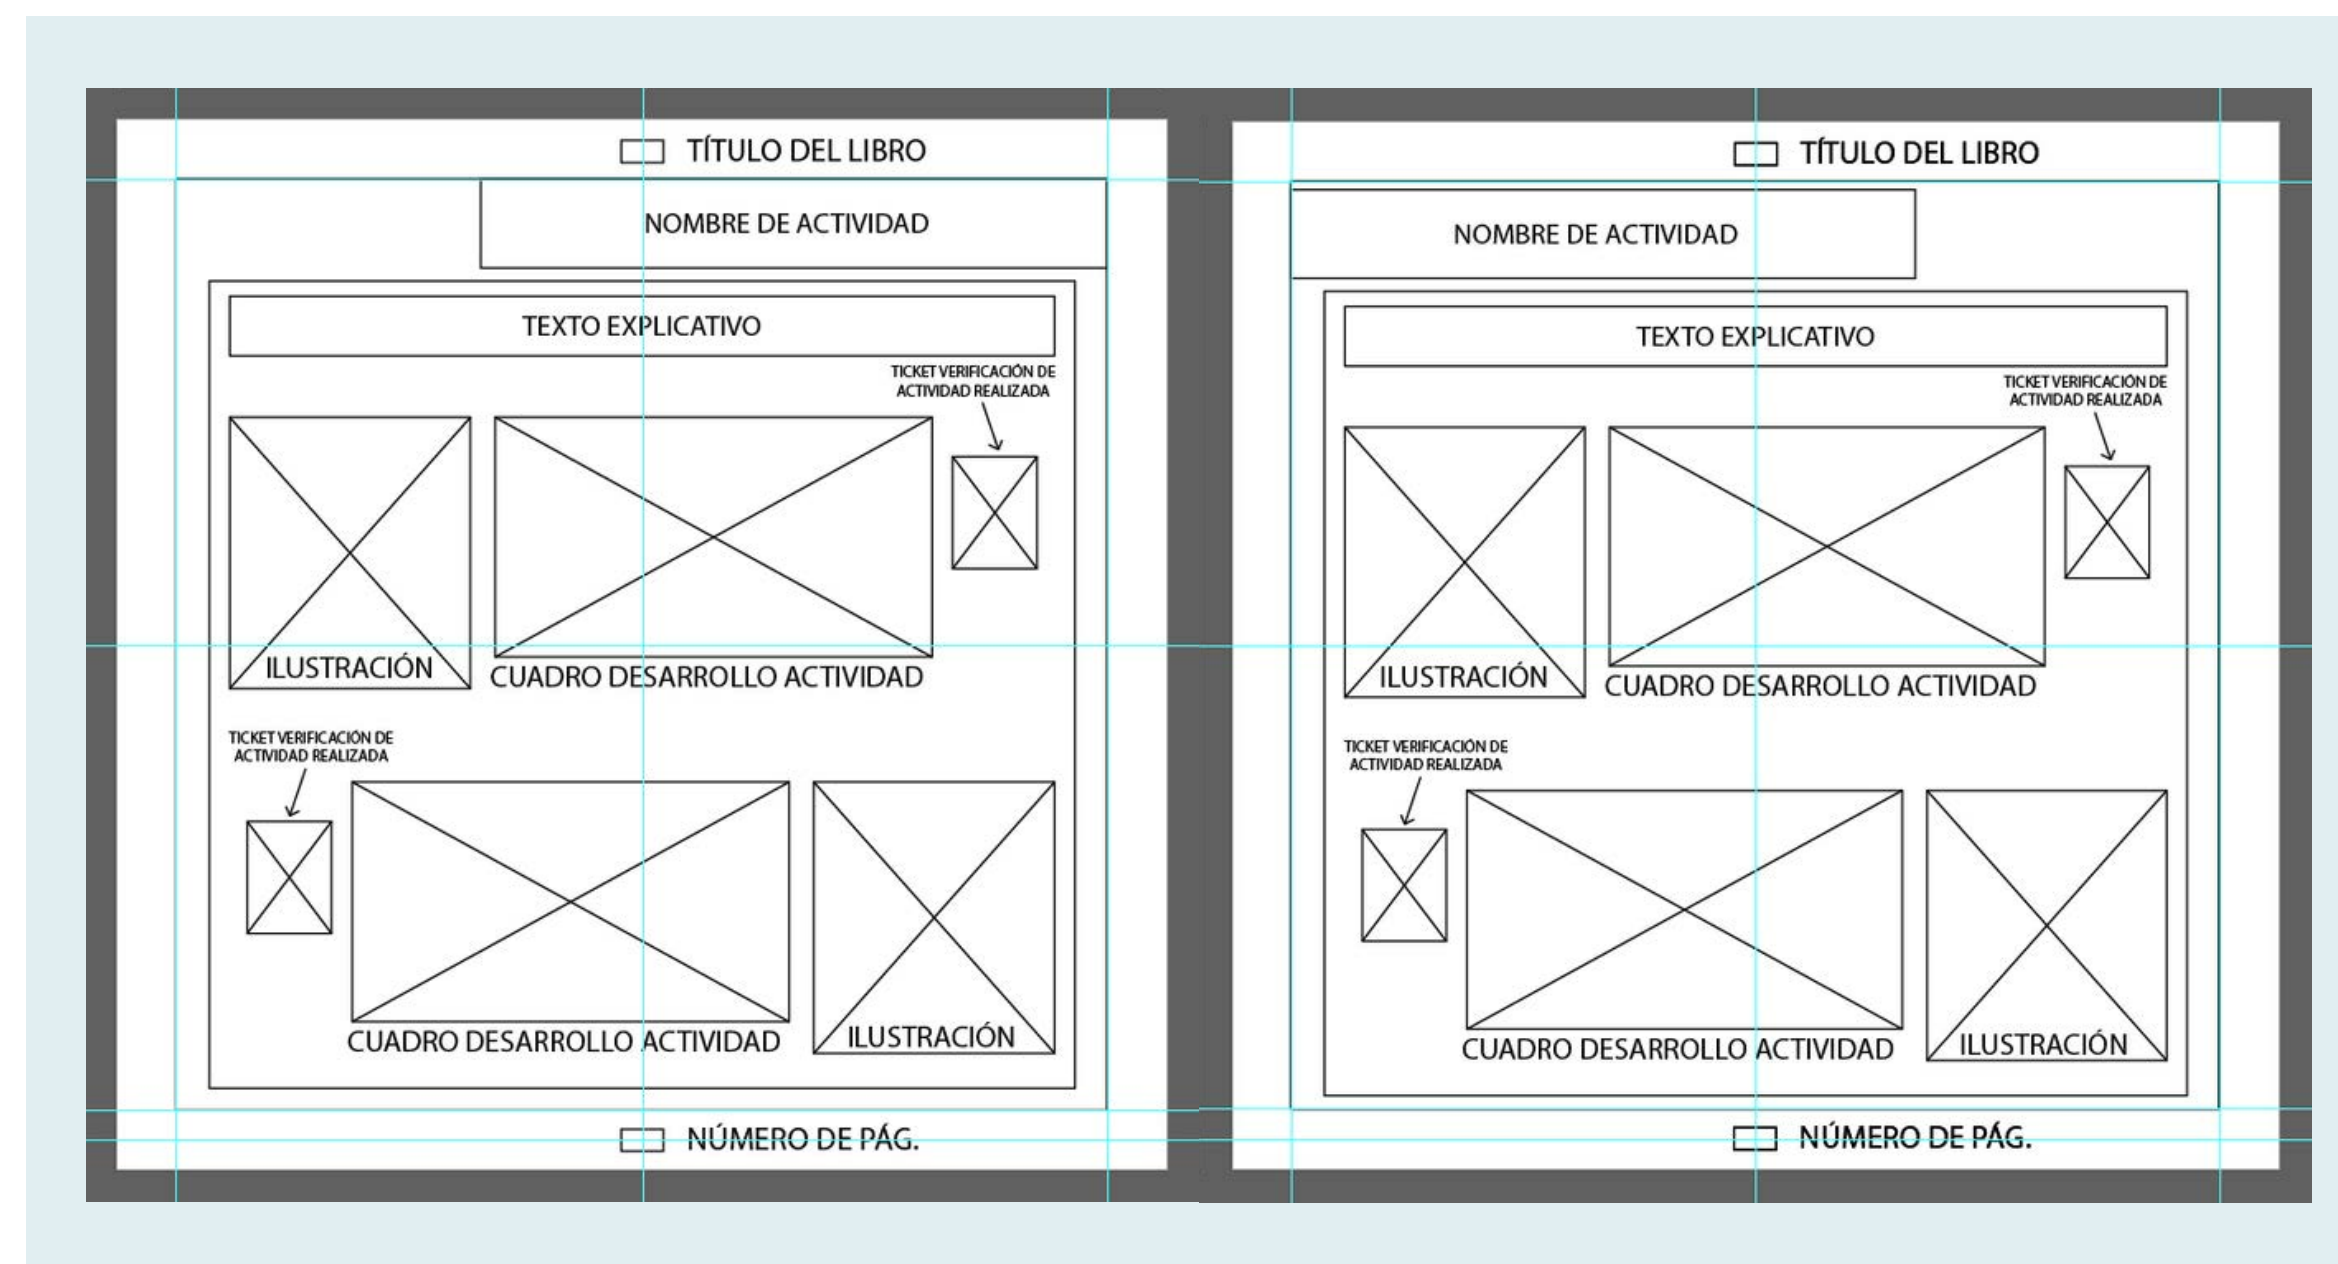 TÍTULO DEL LIBRO
NOMBRE DE ACTIVIDAD
TEXTO EXPLICATIVO
TICKET VERIFICACIÓN DE
ACTIVIDAD REALIZADA
ILUSTRACIÓN
CUADRO DESARROLLO ACTIVIDAD
TICKET VERIFICACIÓN DE
ACTIVIDAD REALIZADA
CUADRO DESARROLLO ACTIVIDAD
ILUSTRACIÓN
NÚMERO DE PÁG.
TÍTULO DEL LIBRO
NOMBRE DE ACTIVIDAD
TEXTO EXPLICATIVO
TICKET VERIFICACIÓN DE
ACTIVIDAD REALIZADA
ILUSTRACIÓN
CUADRO DESARROLLO ACTIVIDAD
TICKET VERIFICACIÓN DE
ACTIVIDAD REALIZADA
CUADRO DESARROLLO ACTIVIDAD
ILUSTRACIÓN
NÚMERO DE PÁG.